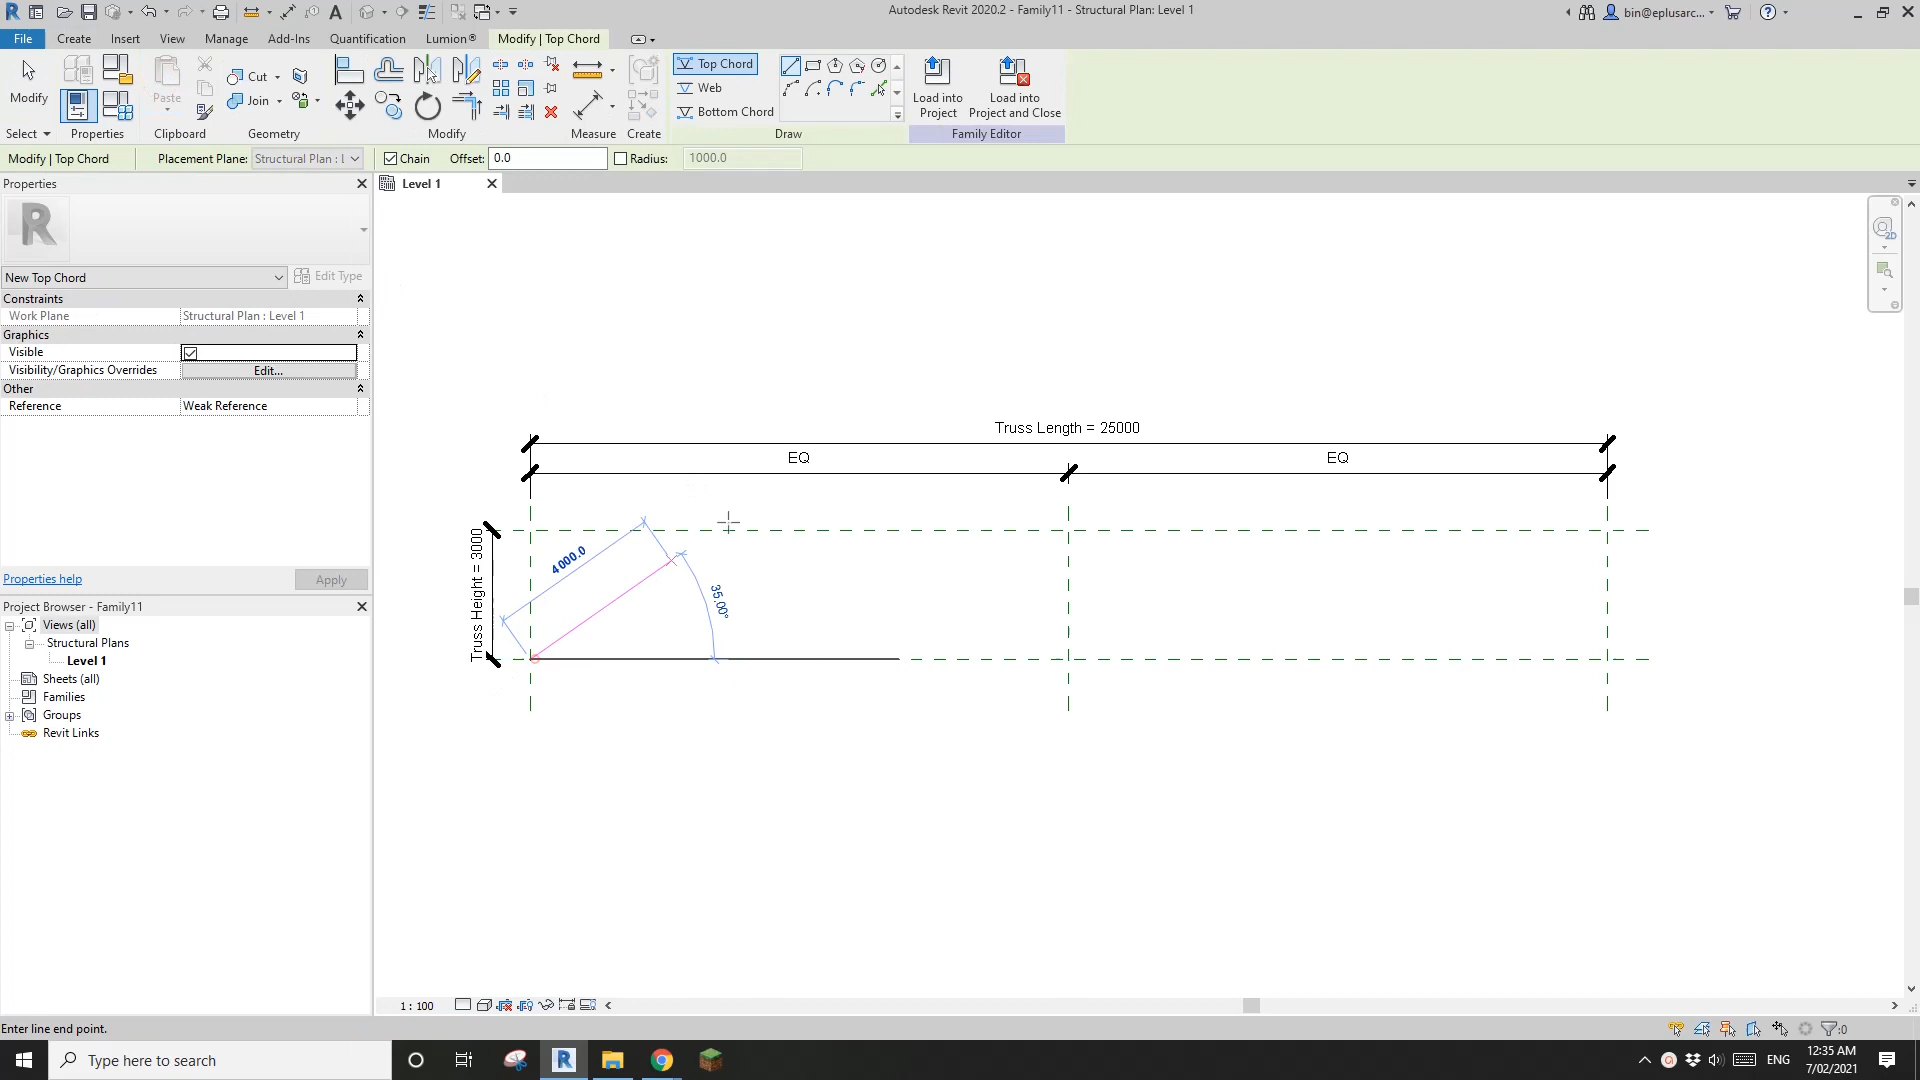 Autodesk Revit 2020.2 - Family11 - Structural Plan: Level 1
bin@eplusarc...
File Create Insert View Manage Add-Ins Quantification Lumion® Modify | Top Chord
Modify
Paste
Cut
Join
Top Chord
Web
Bottom Chord
Load into Project
Load into Project and Close
Select Properties Clipboard Geometry Modify Measure Create Draw Family Editor
Modify | Top Chord Placement Plane: Structural Plan : L Chain Offset: 0.0 Radius: 1000.0
Properties
Level 1
2D
R
New Top Chord Edit Type
Constraints
Work Plane Structural Plan : Level 1
Graphics
Visible
Visibility/Graphics Overrides Edit...
Other
Reference Weak Reference
Truss Length = 25000
EQ EQ
Truss Height = 3000
4000.0
35.00°
Properties help Apply
Project Browser - Family11
Views (all)
Structural Plans
Level 1
Sheets (all)
Families
Groups
Revit Links
1 : 100
Enter line end point.
:0
Type here to search
ENG
12:35 AM
7/02/2021